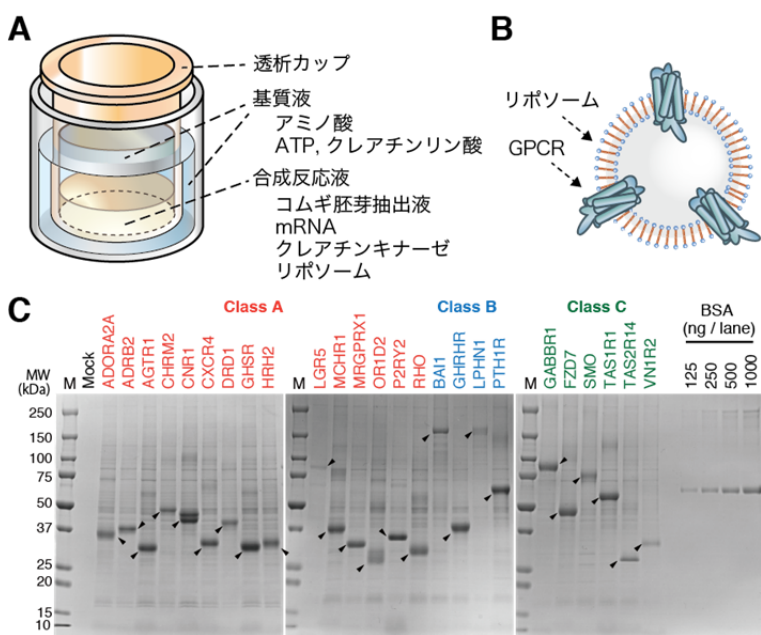 A
透析カップ
基質液
アミノ酸
ATP, クレアチンリン酸
合成反応液
コムギ胚芽抽出液
mRNA
クレアチンキナーゼ
リポソーム
B
リポソーム
GPCR
C
Class A
Class B
Class C
BSA
(ng / lane)
MW
(kDa)
M
Mock
ADORA2A
ADRB2
AGTR1
CHRM2
CNR1
CXCR4
DRD1
GHSR
HRH2
M
LGR5
MCHR1
MRGPRX1
OR1D2
P2RY2
RHO
BAI1
GHRHR
LPHN1
PTH1R
M
GABBR1
FZD7
SMO
TAS1R1
TAS2R14
VN1R2
125
250
500
1000
250
150
100
75
50
37
25
20
15
10